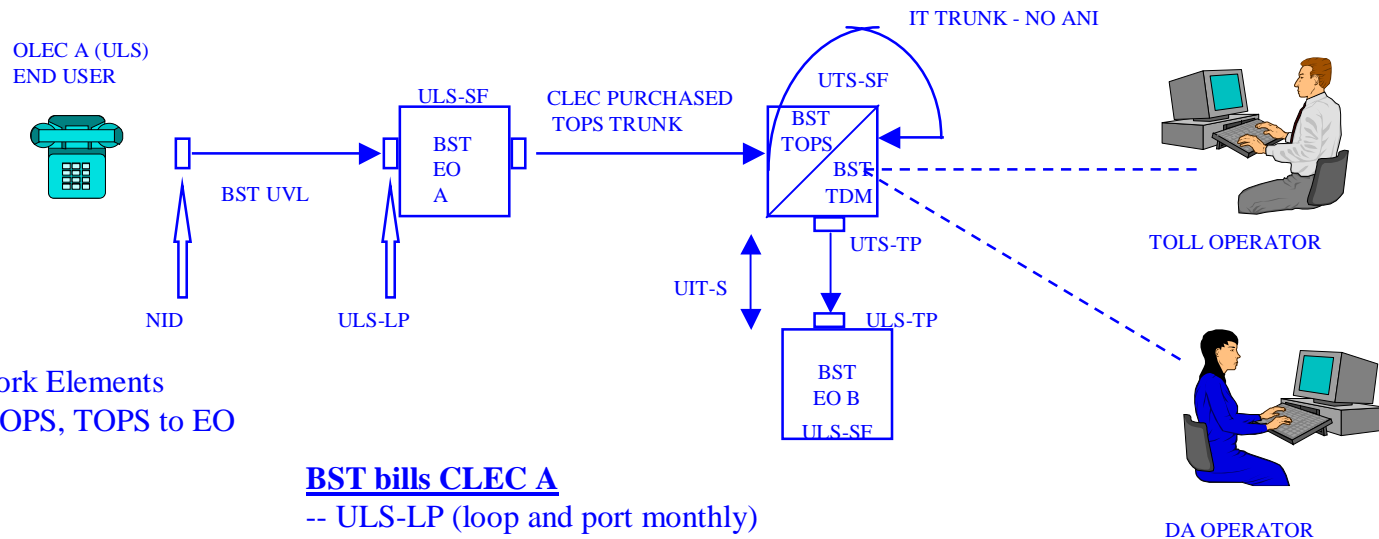 IT TRUNK - NO ANI
OLEC A (ULS)
END USER
ULS-SF
CLEC PURCHASED
TOPS TRUNK
UTS-SF
BST
EO
A
BST
TOPS
BST
TDM
BST UVL
TOLL OPERATOR
UTS-TP
UIT-S
NID
ULS-LP
ULS-TP
BST
EO B
ULS-SF
ork Elements
OPS, TOPS to EO
BST bills CLEC A
-- ULS-LP (loop and port monthly)
DA OPERATOR